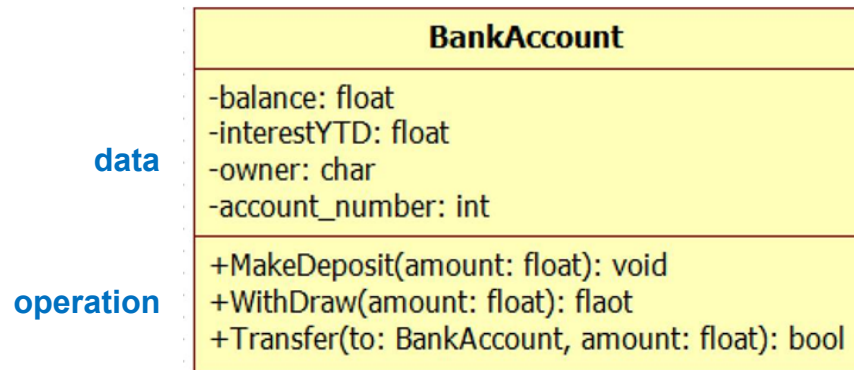 BankAccount
data
-balance: float
-interestYTD: float
-owner: char
-account_number: int
operation
+MakeDeposit(amount: float): void
+WithDraw(amount: float): flaot
+Transfer(to: BankAccount, amount: float): bool